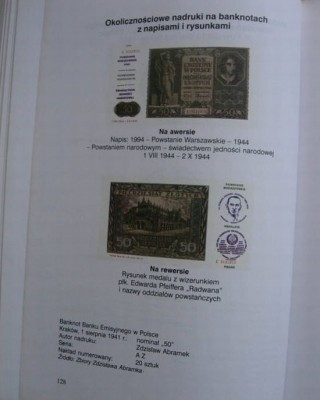 Okolicznościowe nadruki na banknotach
z napisami i rysunkami
Na awersie
Napis: 1994 – Powstanie Warszawskie – 1944
– Powstaniem narodowym – świadectwem jedności narodowej
1 VIII 1944 – 2 X 1944
50
50
Na rewersie
Rysunek medalu z wizerunkiem
płk. Edwarda Pfeiffera „Radwana”
i nazwy oddziałów powstańczych
Banknot Banku Emisyjnego w Polsce
Kraków, 1 sierpnia 1941 r.: nominał „50”
Autor nadruku: Zdzisław Abramek
Seria: A Z
Nakład numerowany: 20 sztuk
Źródło: Zbiory Zdzisława Abramka